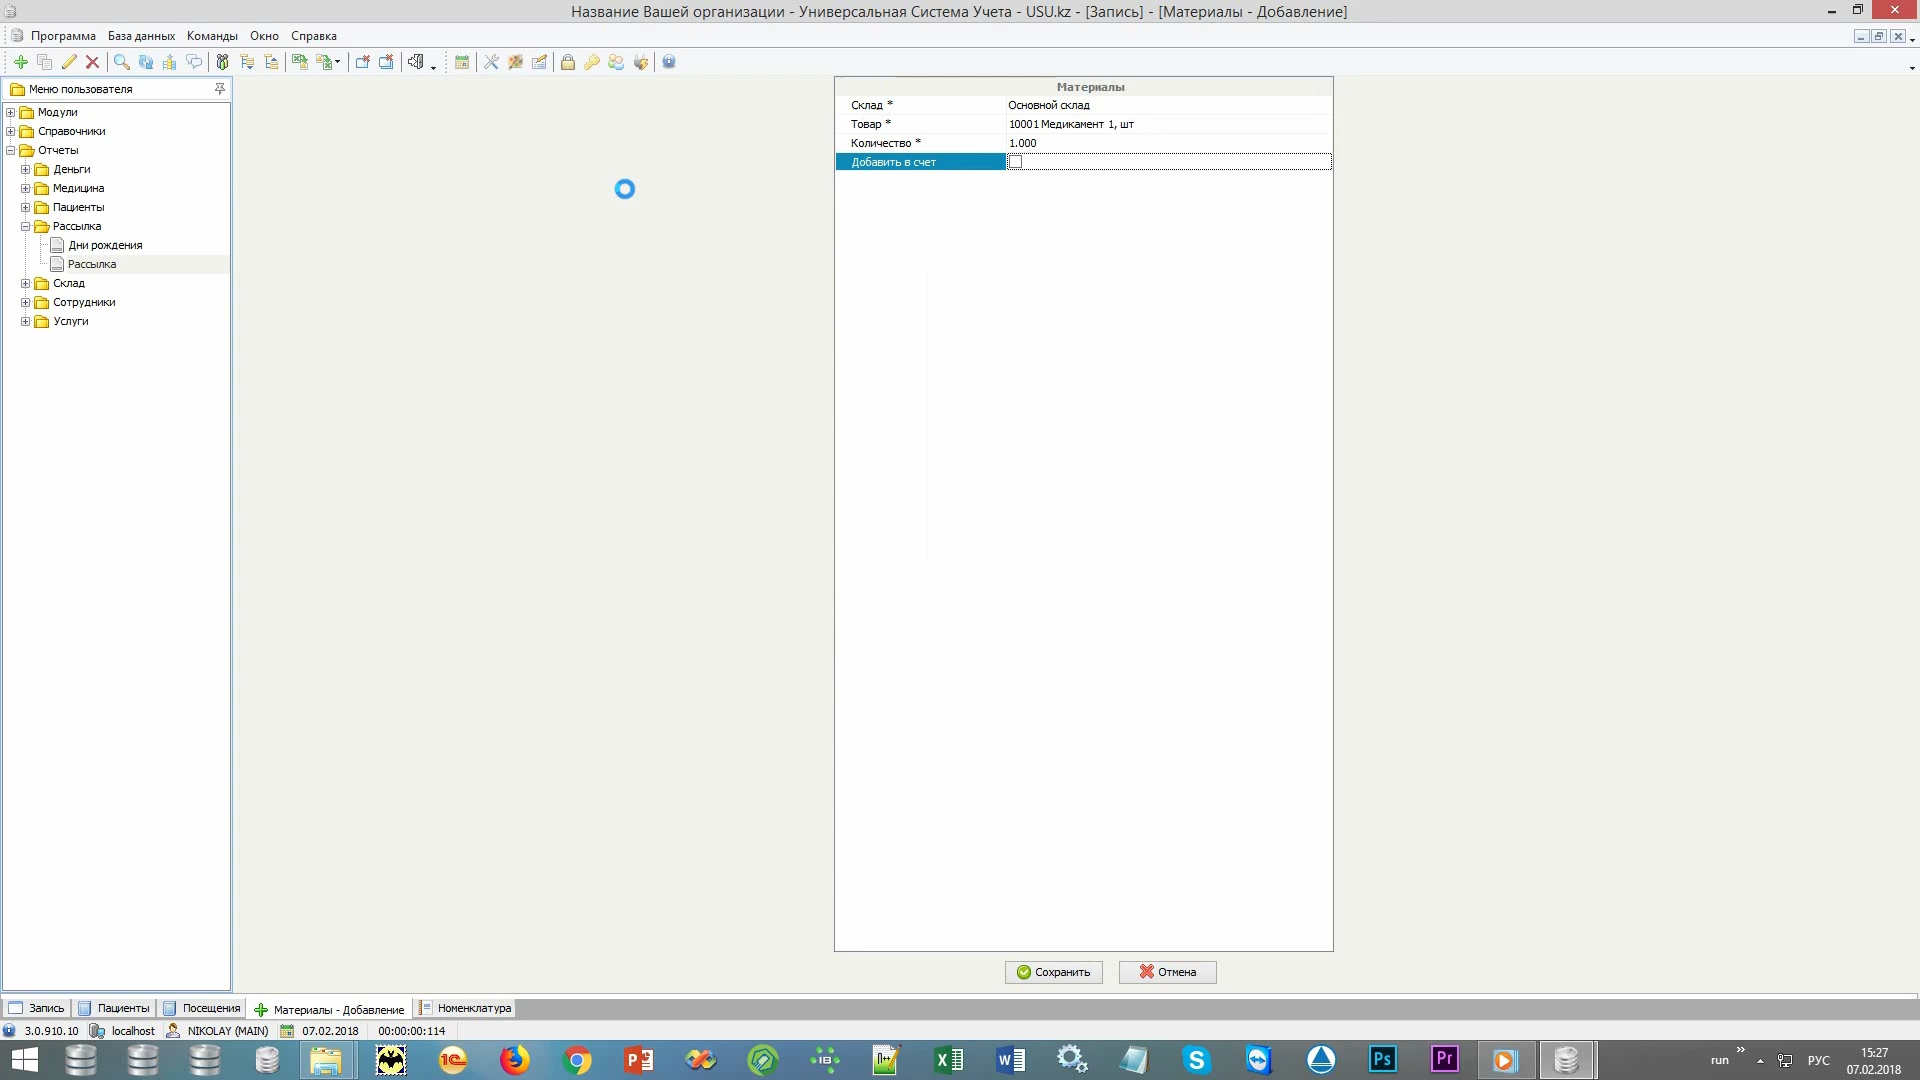 Название Вашей организации - Универсальная Система Учета - USU.kz - [Запись] - [Материалы - Добавление]
Программа База данных Команды Окно Справка
Меню пользователя
Модули
Справочники
Отчеты
Деньги
Медицина
Пациенты
Рассылка
Дни рождения
Рассылка
Склад
Сотрудники
Услуги
Материалы
Склад * Основной склад
Товар * 10001 Медикамент 1, шт
Количество * 1.000
Добавить в счет
Сохранить Отмена
Запись Пациенты Посещения Материалы - Добавление Номенклатура
3.0.910.10 localhost NIKOLAY (MAIN) 07.02.2018 00:00:00:114
run » РУС 15:27
07.02.2018